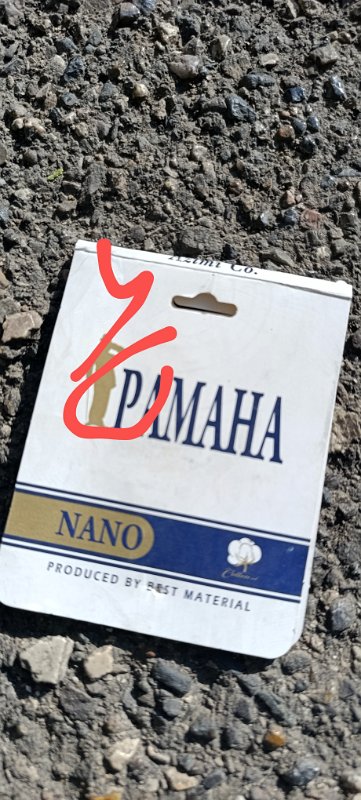 Azimi Co.
PAMAHA
NANO
Cotton
PRODUCED BY BEST MATERIAL